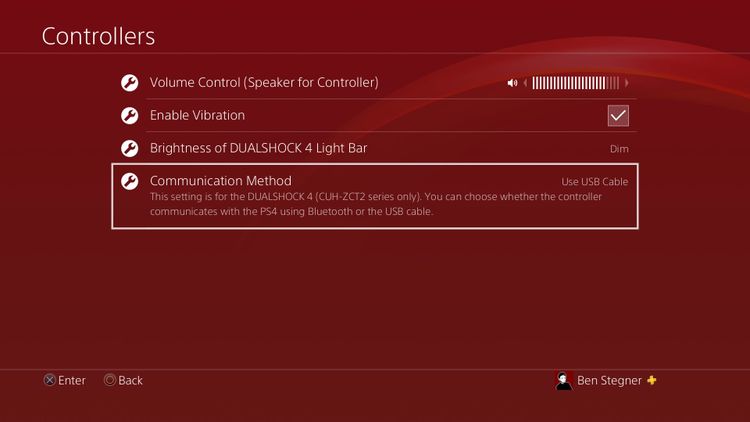 Controllers
Volume Control (Speaker for Controller)
Enable Vibration
Brightness of DUALSHOCK 4 Light Bar Dim
Communication Method Use USB Cable
This setting is for the DUALSHOCK 4 (CUH-ZCT2 series only). You can choose whether the controller
communicates with the PS4 using Bluetooth or the USB cable.
Enter Back Ben Stegner